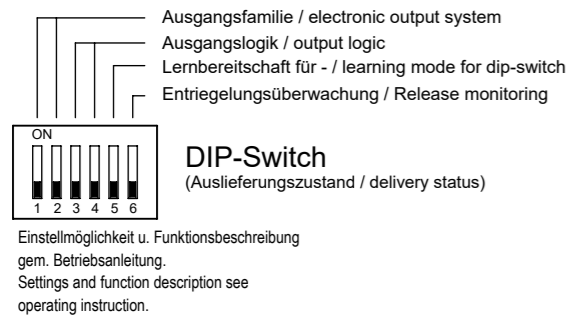 Ausgangsfamilie / electronic output system
Ausgangslogik / output logic
Lernbereitschaft für - / learning mode for dip-switch
Entriegelungsüberwachung / Release monitoring
ON
1 2 3 4 5 6
DIP-Switch
(Auslieferungszustand / delivery status)
Einstellmöglichkeit u. Funktionsbeschreibung
gem. Betriebsanleitung.
Settings and function description see
operating instruction.